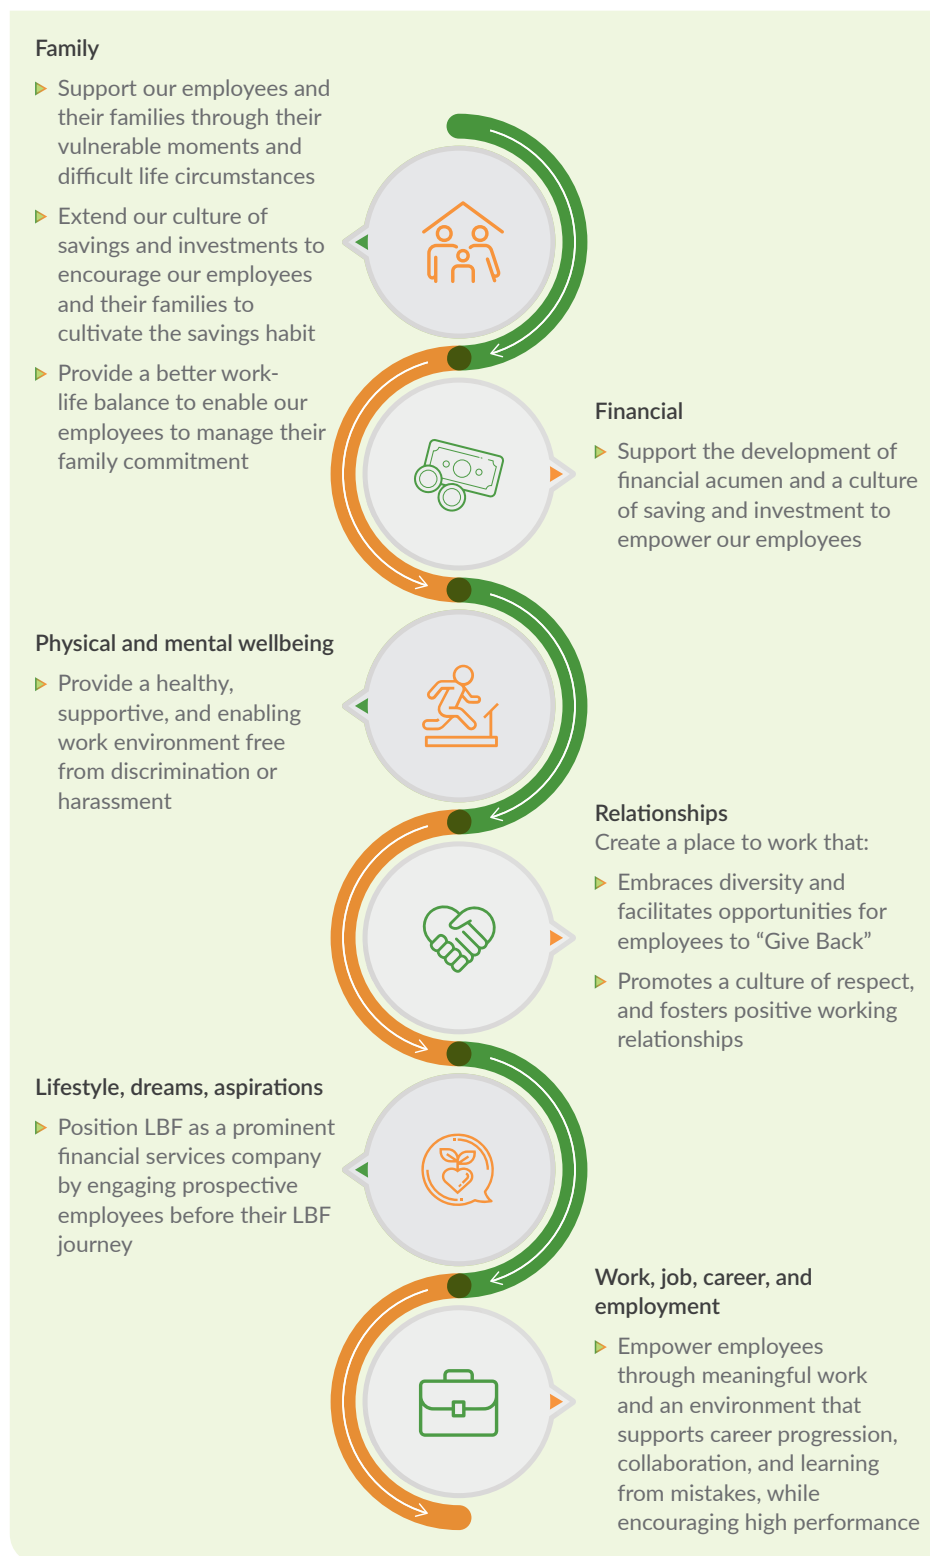 Family
Support our employees and
their families through their
vulnerable moments and
difficult life circumstances
Extend our culture of
savings and investments to
encourage our employees
and their families to
cultivate the savings habit
Provide a better work-
life balance to enable our
employees to manage their
family commitment
Financial
Support the development of
financial acumen and a culture
of saving and investment to
empower our employees
Physical and mental wellbeing
Provide a healthy,
supportive, and enabling
work environment free
from discrimination or
harassment
Relationships
Create a place to work that:
Embraces diversity and
facilitates opportunities for
employees to “Give Back”
Promotes a culture of respect,
and fosters positive working
relationships
Lifestyle, dreams, aspirations
Position LBF as a prominent
financial services company
by engaging prospective
employees before their LBF
journey
Work, job, career, and
employment
Empower employees
through meaningful work
and an environment that
supports career progression,
collaboration, and learning
from mistakes, while
encouraging high performance